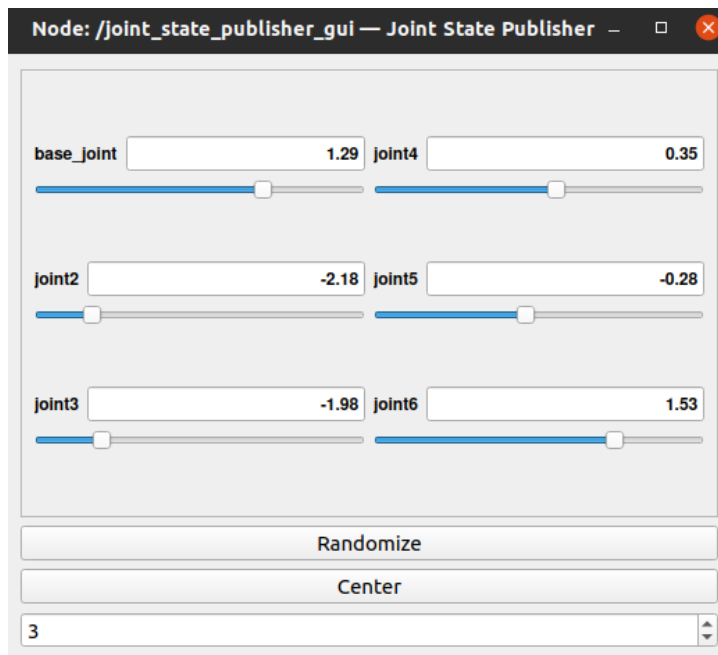 Node: /joint_state_publisher_gui — Joint State Publisher
base_joint 1.29 joint4 0.35
joint2 -2.18 joint5 -0.28
joint3 -1.98 joint6 1.53
Randomize
Center
3